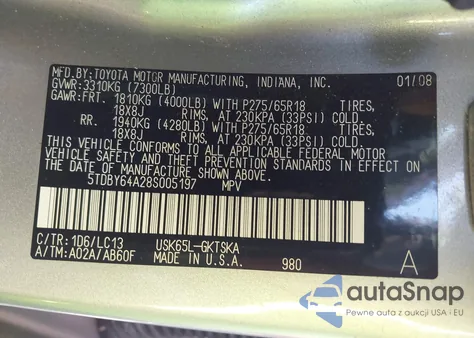 MFD. BY: TOYOTA MOTOR MANUFACTURING, INDIANA, INC. 01/08
GVWR: 3310KG (7300LB)
GAWR: FRT. 1810KG (4000LB) WITH P275/65R18 TIRES,
18X8J RIMS, AT 230KPA (33PSI) COLD.
RR. 1940KG (4280LB) WITH P275/65R18 TIRES,
18X8J RIMS, AT 230KPA (33PSI) COLD.
THIS VEHICLE CONFORMS TO ALL APPLICABLE FEDERAL MOTOR
VEHICLE SAFETY AND THEFT PREVENTION STANDARDS IN EFFECT ON
THE DATE OF MANUFACTURE SHOWN ABOVE.
5TDBY64A28S005197 MPV
C/TR: 1D6/LC13 USK65L-GKTSKA
A/TM: A02A/AB60F MADE IN U.S.A. 980 A
autoSnap
Pewne auta z aukcji USA i EU